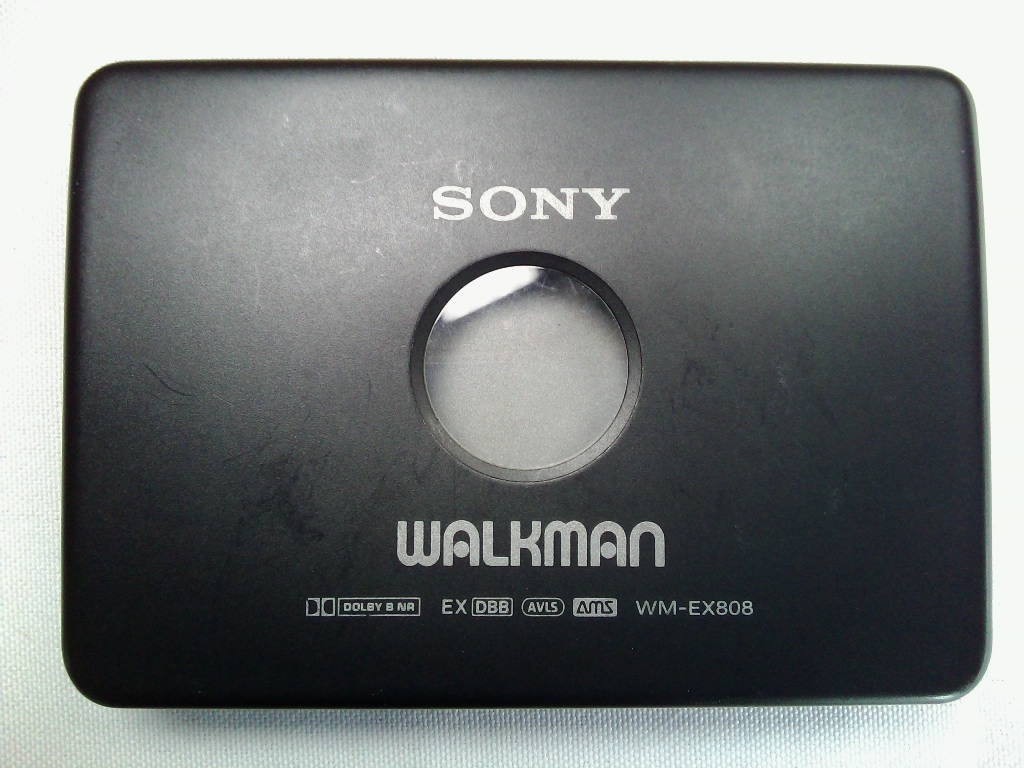 SONY
WALKMAN
DOLBY B NR EX DBB AVLS AMS WM-EX808